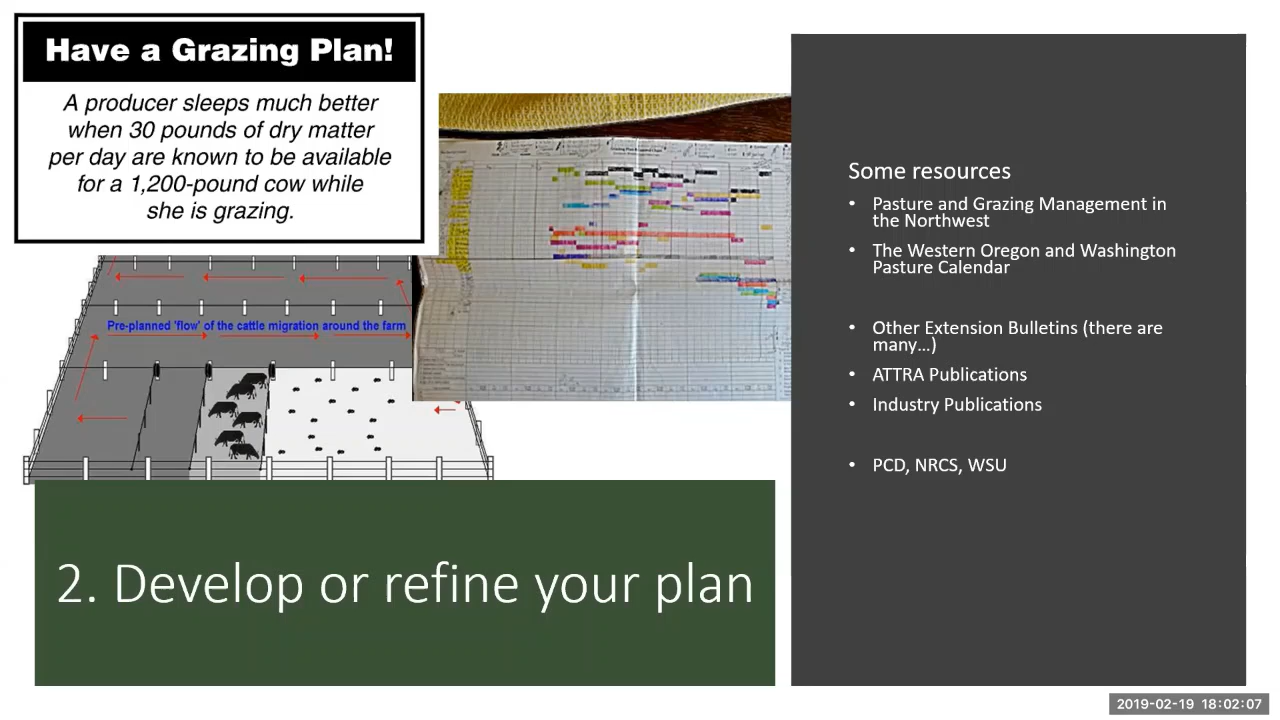 Have a Grazing Plan!
A producer sleeps much better
when 30 pounds of dry matter
per day are known to be available
for a 1,200-pound cow while
she is grazing.
Pre-planned 'flow' of the cattle migration around the farm
2. Develop or refine your plan
Some resources
• Pasture and Grazing Management in
the Northwest
• The Western Oregon and Washington
Pasture Calendar
• Other Extension Bulletins (there are
many…)
• ATTRA Publications
• Industry Publications
• PCD, NRCS, WSU
2019-02-19 18:02:07